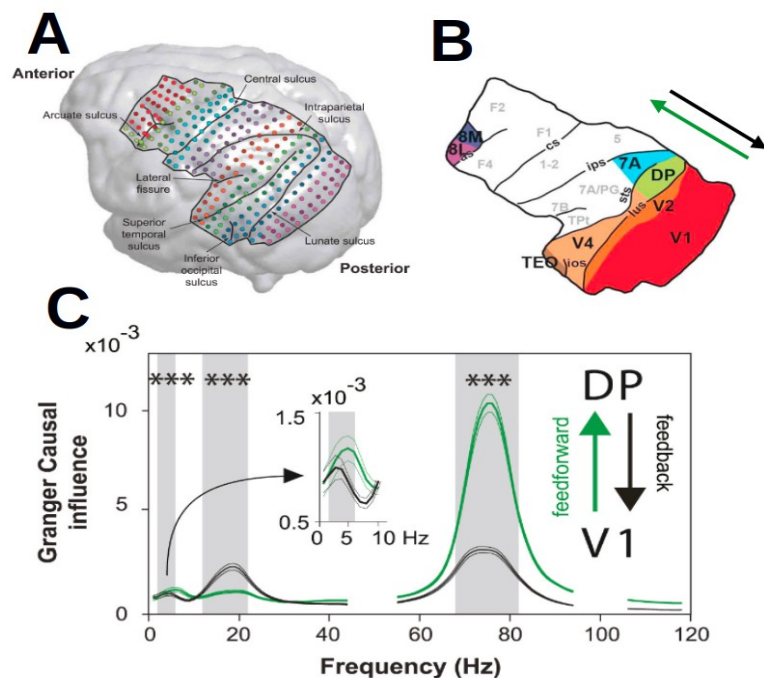 A
Anterior
Central sulcus
Arcuate sulcus
Intraparietal
sulcus
Lateral
fissure
Superior
temporal
sulcus
Inferior
occipital
sulcus
Lunate sulcus
Posterior
B
F2
8M
8L
as
F4
F1
cs
1-2
5
ips
7A
DP
sts
7A/PG
7B
TPt
lus
V2
V1
V4
TEO
ios
C
x10⁻³
Granger Causal
influence
10
5
0
***
***
***
x10⁻³
1.5
0.5
0
5
10
Hz
DP
feedforward
feedback
V1
0
20
40
60
80
100
120
Frequency (Hz)